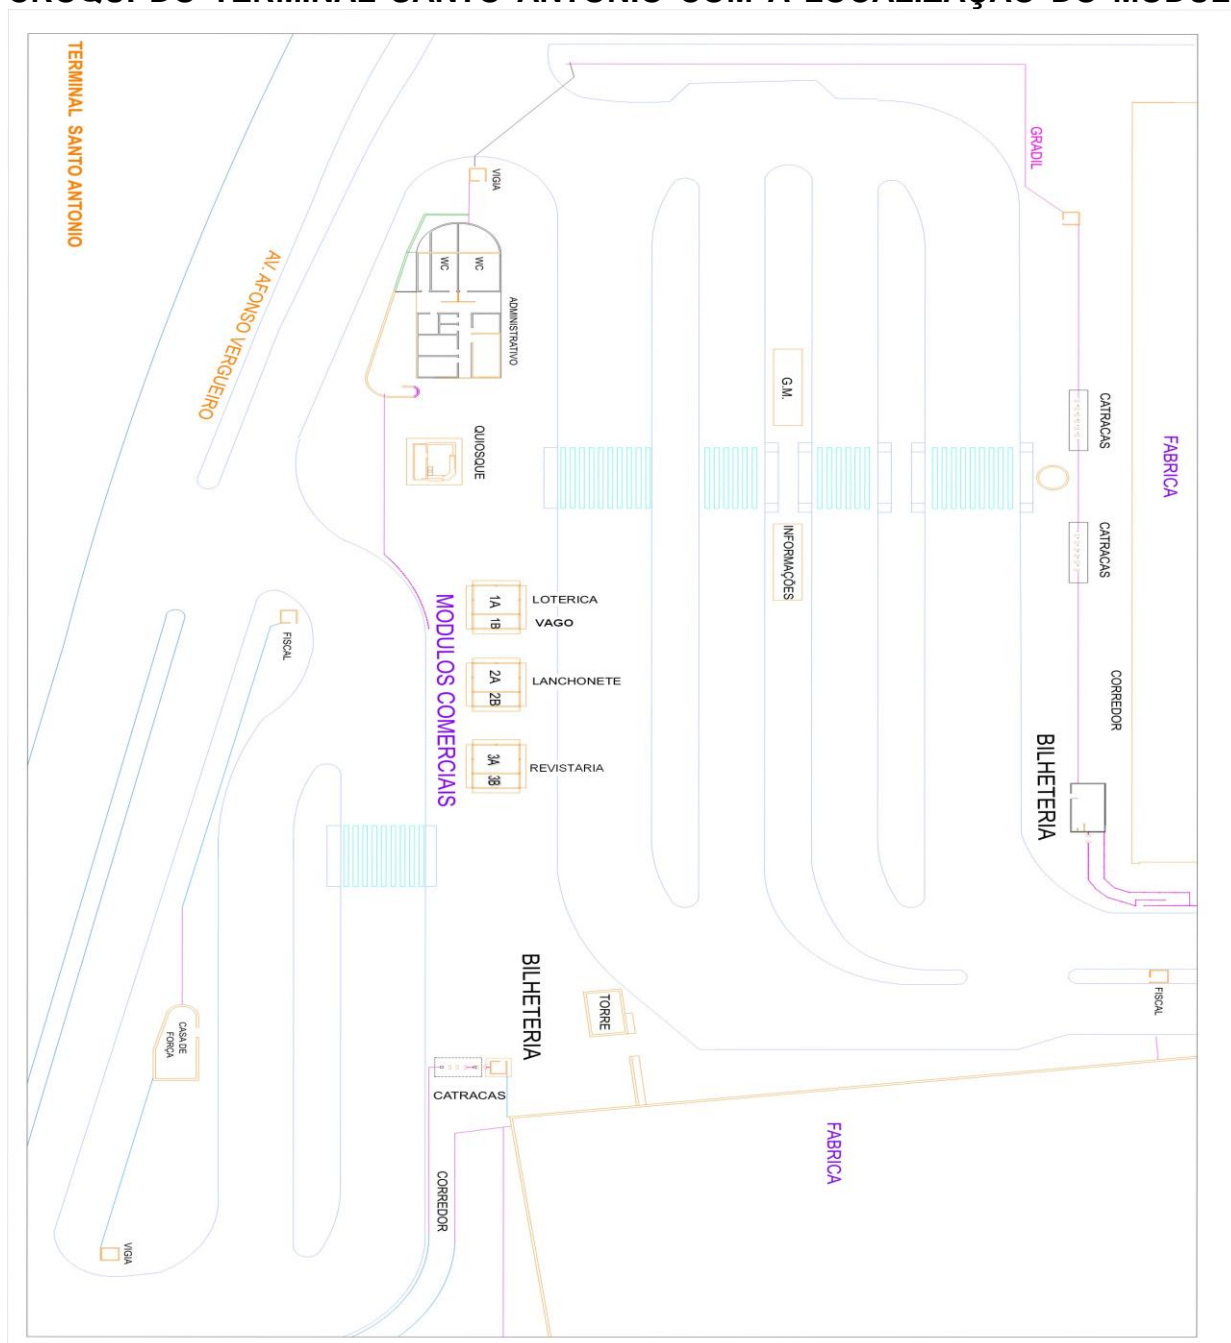 CROQUI DO TERMINAL SANTO ANTONIO COM A LOCALIZAÇÃO DO MODUL
TERMINAL SANTO ANTONIO
AV. AFONSO VERGUEIRO
VIGIA
WC
WC
ADMINISTRATIVO
QUIOSQUE
GRADIL
G.M.
INFORMAÇÕES
CATRACAS
CATRACAS
FABRICA
CORREDOR
BILHETERIA
1A
1B
LOTERICA
VAGO
2A
2B
LANCHONETE
3A
3B
REVISTARIA
MODULOS COMERCIAIS
FISCAL
CASA DE
FORÇA
VIGIA
BILHETERIA
TORRE
CATRACAS
CORREDOR
FISCAL
FABRICA